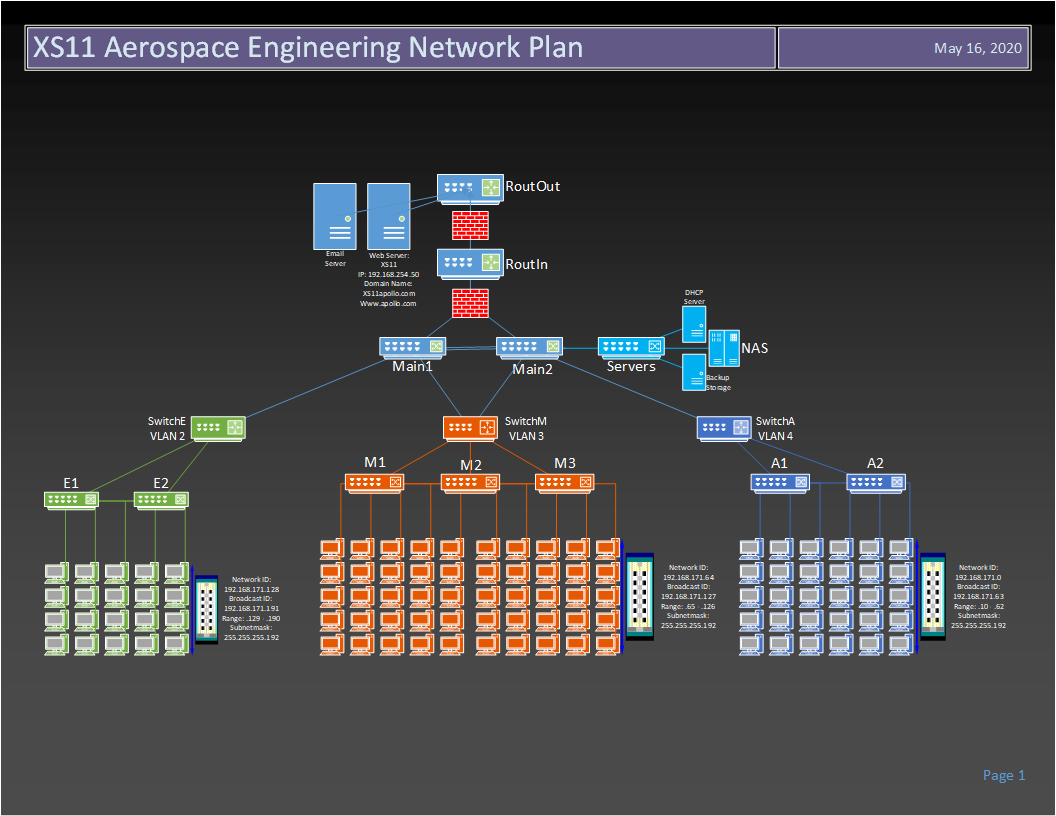 XS11 Aerospace Engineering Network Plan
May 16, 2020
RoutOut
Email
Server
Web Server:
XS11
IP: 192.168.254.50
Domain Name:
XS11apollo.com
Www.apollo.com
RoutIn
DHCP
Server
NAS
Backup
Storage
Main1
Main2
Servers
SwitchE
VLAN 2
SwitchM
VLAN 3
SwitchA
VLAN 4
E1
E2
M1
M2
M3
A1
A2
Network ID:
192.168.171.128
Broadcast ID:
192.168.171.191
Range: .129 - .190
Subnetmask:
255.255.255.192
Network ID:
192.168.171.64
Broadcast ID:
192.168.171.127
Range: .65 - .126
Subnetmask:
255.255.255.192
Network ID:
192.168.171.0
Broadcast ID:
192.168.171.63
Range: .10 - .62
Subnetmask:
255.255.255.192
Page 1